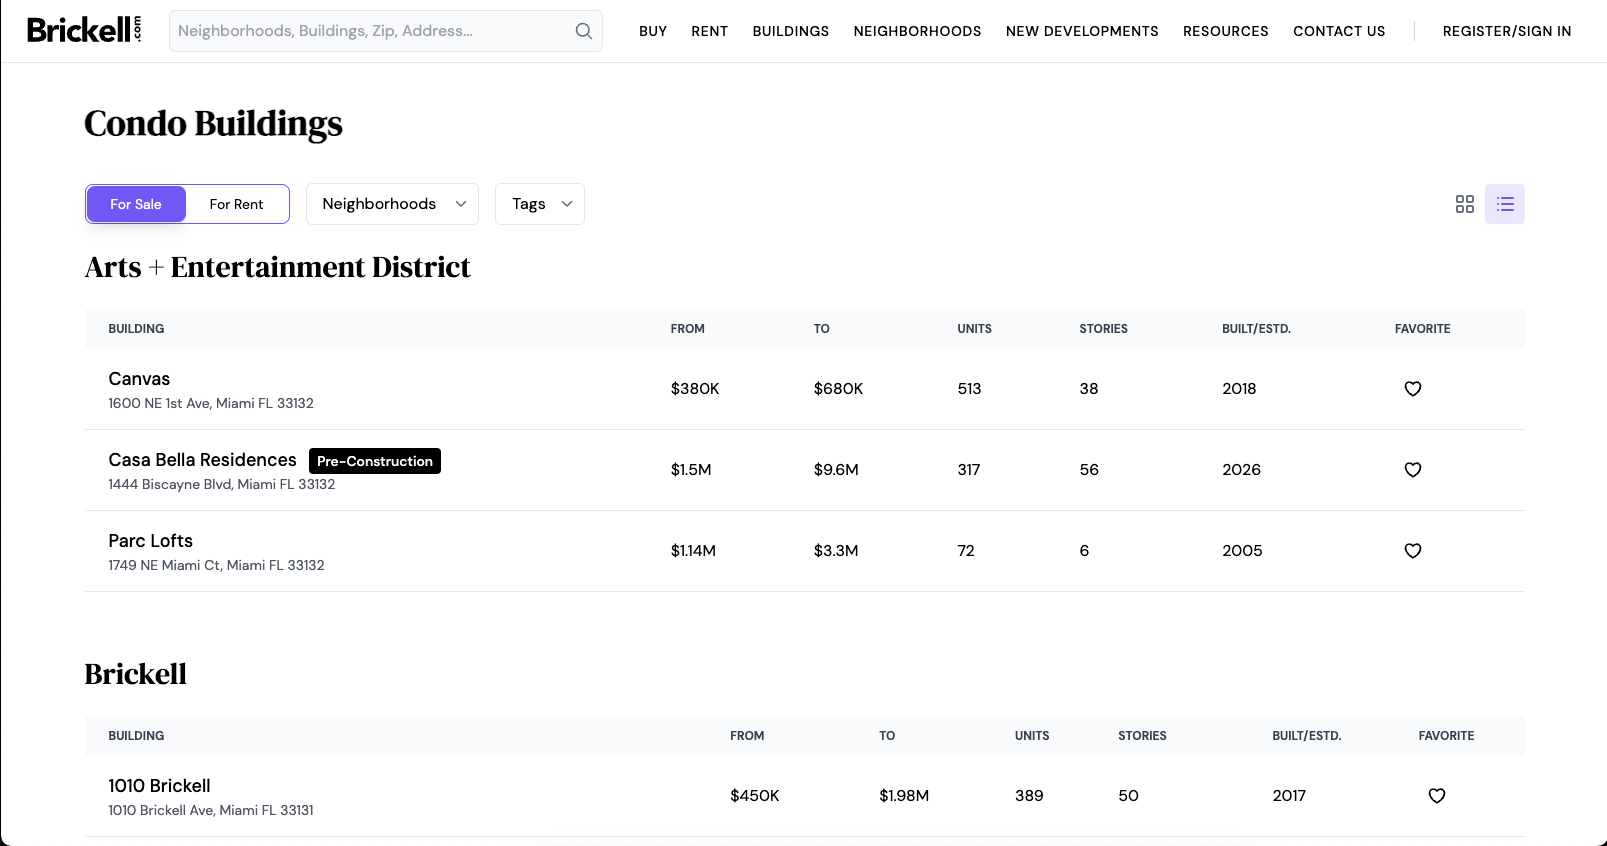 Brickell.com
Neighborhoods, Buildings, Zip, Address...
BUY RENT BUILDINGS NEIGHBORHOODS NEW DEVELOPMENTS RESOURCES CONTACT US REGISTER/SIGN IN
Condo Buildings
For Sale For Rent Neighborhoods Tags
Arts + Entertainment District
BUILDING FROM TO UNITS STORIES BUILT/ESTD. FAVORITE
Canvas
1600 NE 1st Ave, Miami FL 33132
$380K $680K 513 38 2018
Casa Bella Residences Pre-Construction
1444 Biscayne Blvd, Miami FL 33132
$1.5M $9.6M 317 56 2026
Parc Lofts
1749 NE Miami Ct, Miami FL 33132
$1.14M $3.3M 72 6 2005
Brickell
BUILDING FROM TO UNITS STORIES BUILT/ESTD. FAVORITE
1010 Brickell
1010 Brickell Ave, Miami FL 33131
$450K $1.98M 389 50 2017